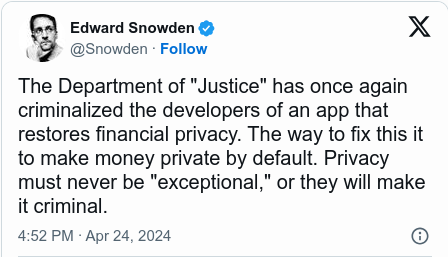 Edward Snowden
@Snowden · Follow
The Department of "Justice" has once again
criminalized the developers of an app that
restores financial privacy. The way to fix this it
to make money private by default. Privacy
must never be "exceptional," or they will make
it criminal.
4:52 PM · Apr 24, 2024